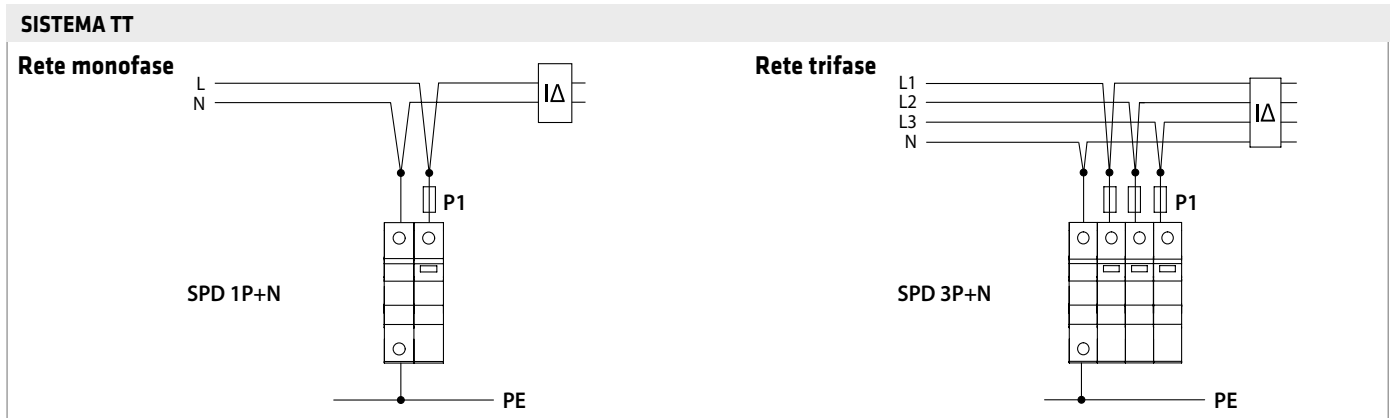 SISTEMA TT
Rete monofase
L
N
IΔ
P1
SPD 1P+N
PE
Rete trifase
L1
L2
L3
N
IΔ
P1
SPD 3P+N
PE